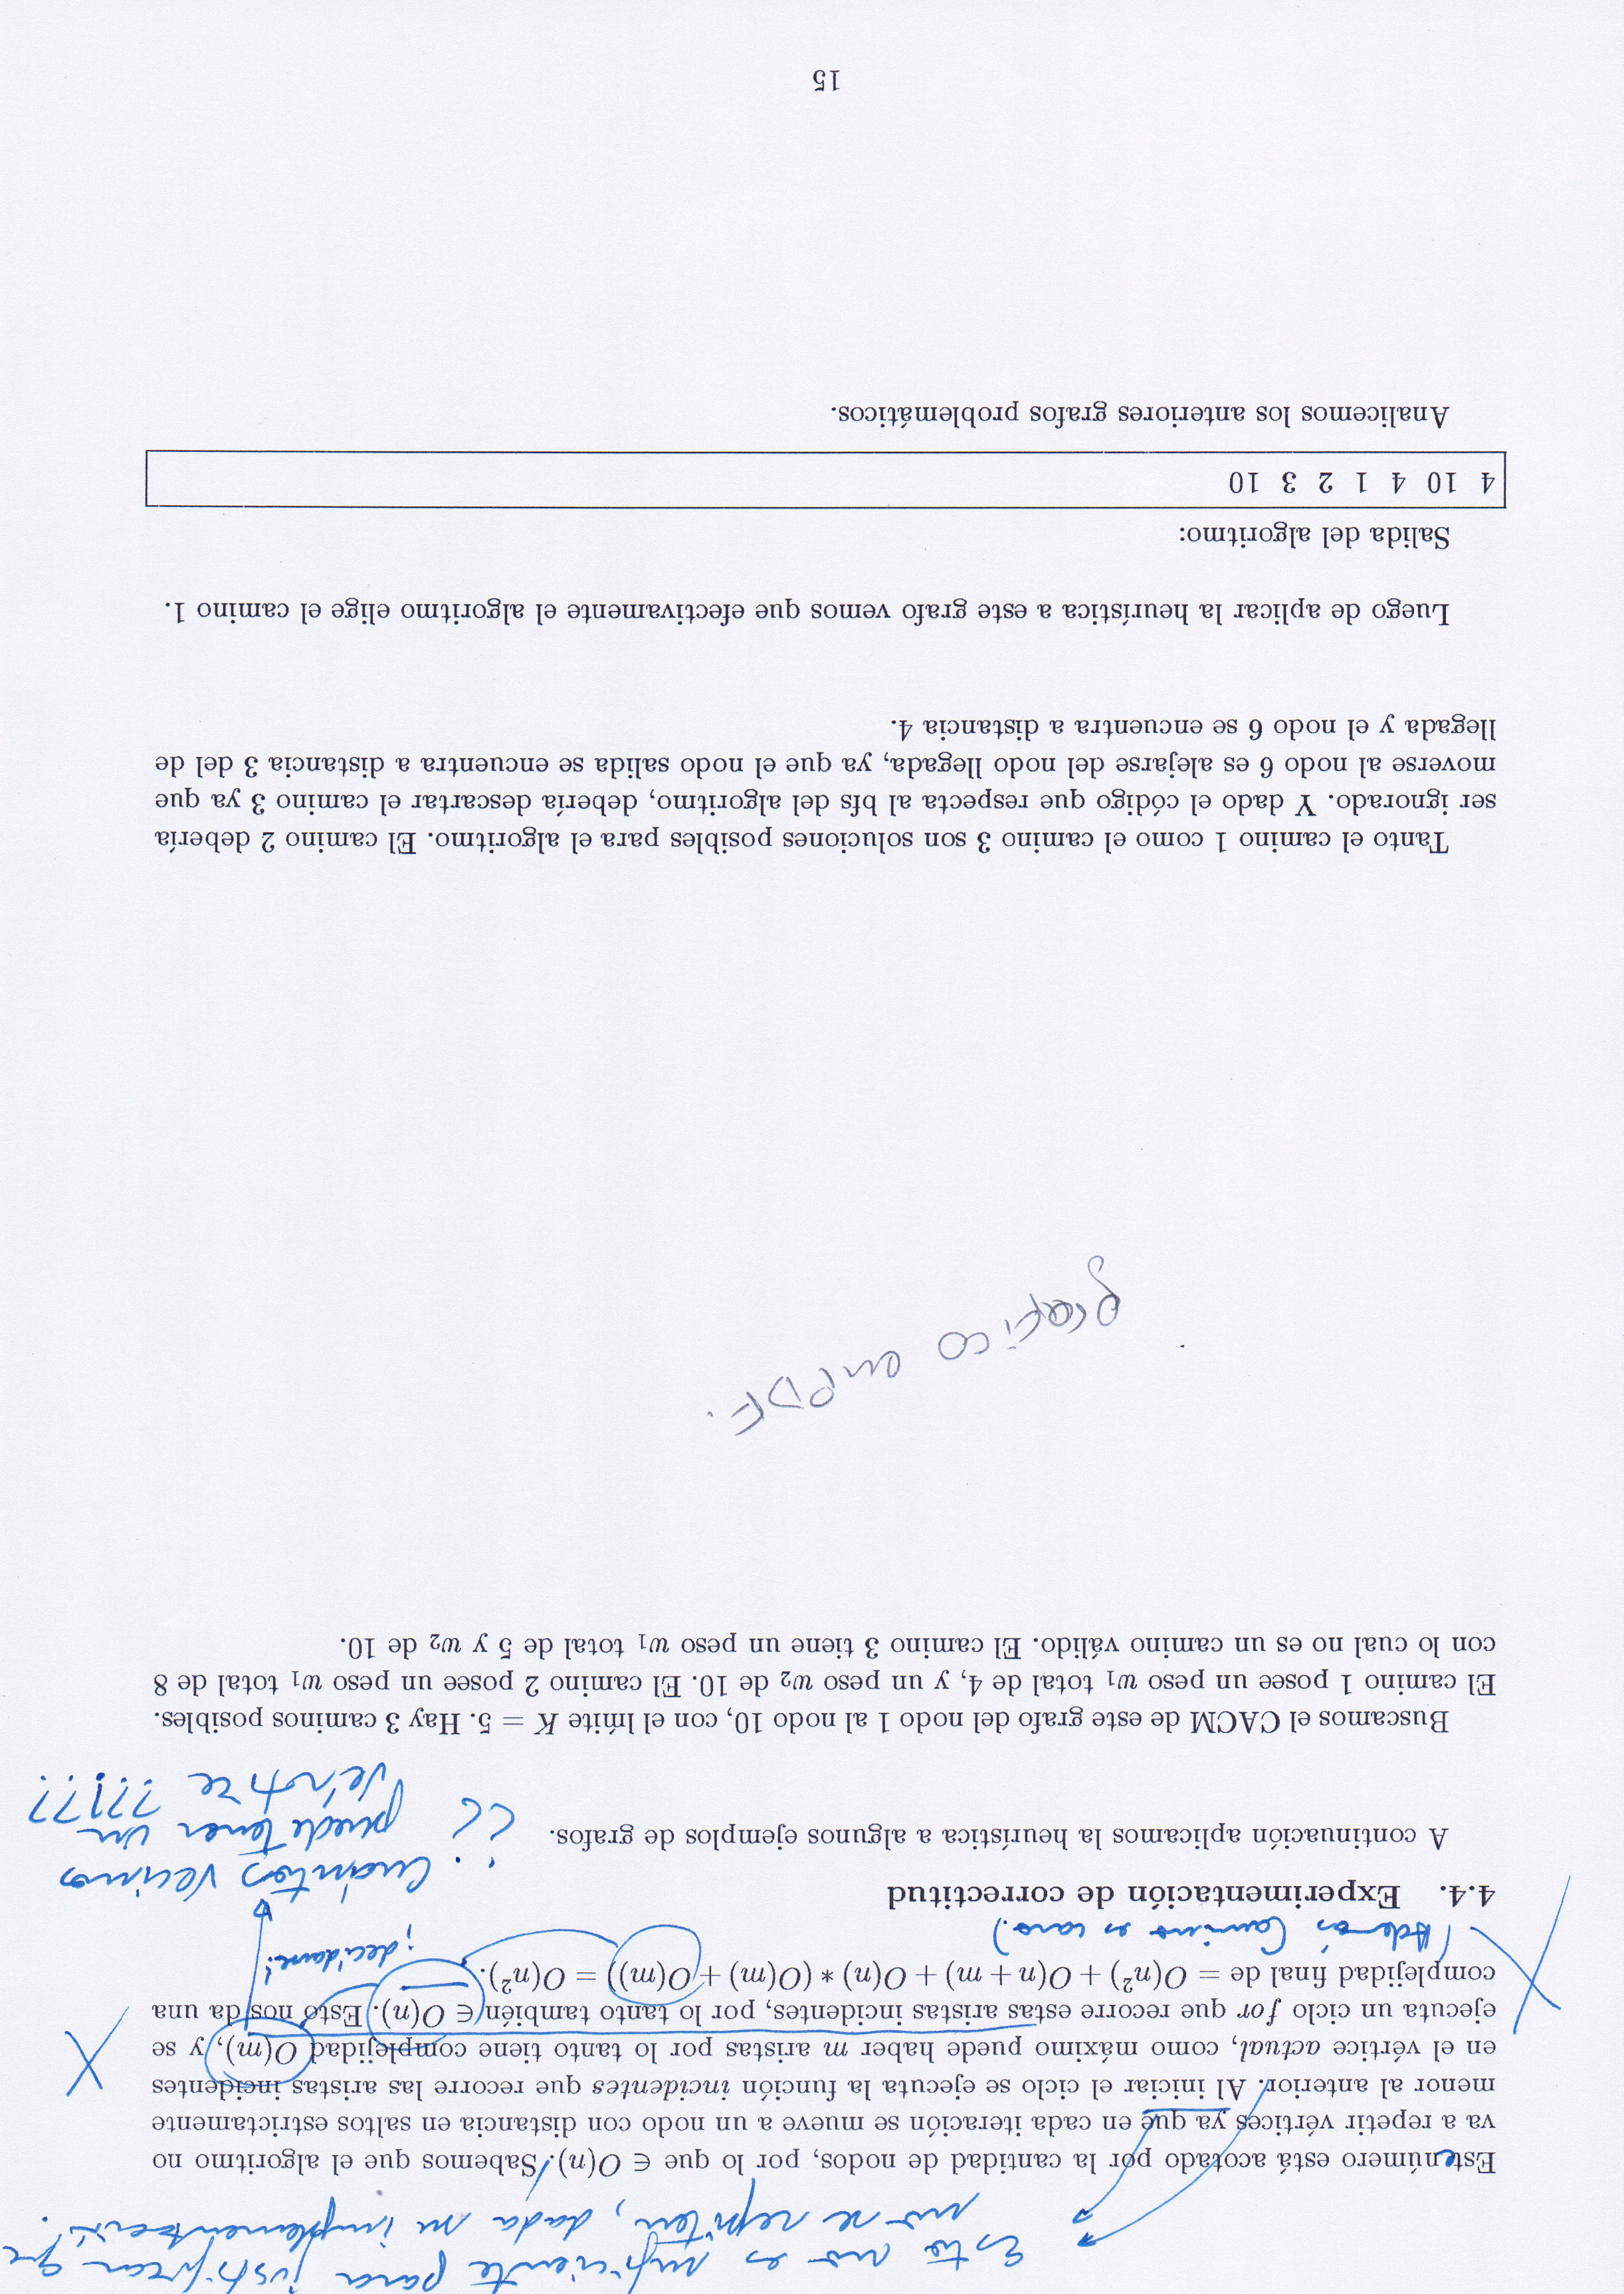 Esto no es suficiente para justificar que
no se repiten, dada su implementación.
Este número está acotado por la cantidad de nodos, por lo que ∈ O(n). Sabemos que el algoritmo no
va a repetir vértices ya que en cada iteración se mueve a un nodo con distancia en saltos estrictamente
menor al anterior. Al iniciar el ciclo se ejecuta la función incidentes que recorre las aristas incidentes
en el vértice actual, como máximo puede haber m aristas por lo tanto tiene complejidad O(m), y se
ejecuta un ciclo for que recorre estas aristas incidentes, por lo tanto también ∈ O(n). Esto nos da una
complejidad final de = O(n²) + O(n + m) + O(n) * (O(m) + O(m)) = O(n²).
¡decidanse!
(Además Camino es caro)
4.4. Experimentación de correctitud
¿¿Cuántos vecinos
puede tener un
vértice ??!??
A continuación aplicamos la heurística a algunos ejemplos de grafos.
Buscamos el CACM de este grafo del nodo 1 al nodo 10, con el límite K = 5. Hay 3 caminos posibles.
El camino 1 posee un peso w₁ total de 4, y un peso w₂ de 10. El camino 2 posee un peso w₁ total de 8
con lo cual no es un camino válido. El camino 3 tiene un peso w₁ total de 5 y w₂ de 10.
grafico en PDF.
Tanto el camino 1 como el camino 3 son soluciones posibles para el algoritmo. El camino 2 debería
ser ignorado. Y dado el código que respecta al bfs del algoritmo, debería descartar el camino 3 ya que
moverse al nodo 6 es alejarse del nodo llegada, ya que el nodo salida se encuentra a distancia 3 del de
llegada y el nodo 6 se encuentra a distancia 4.
Luego de aplicar la heurística a este grafo vemos que efectivamente el algoritmo elige el camino 1.
Salida del algoritmo:
4 10 4 1 2 3 10
Analicemos los anteriores grafos problemáticos.
15